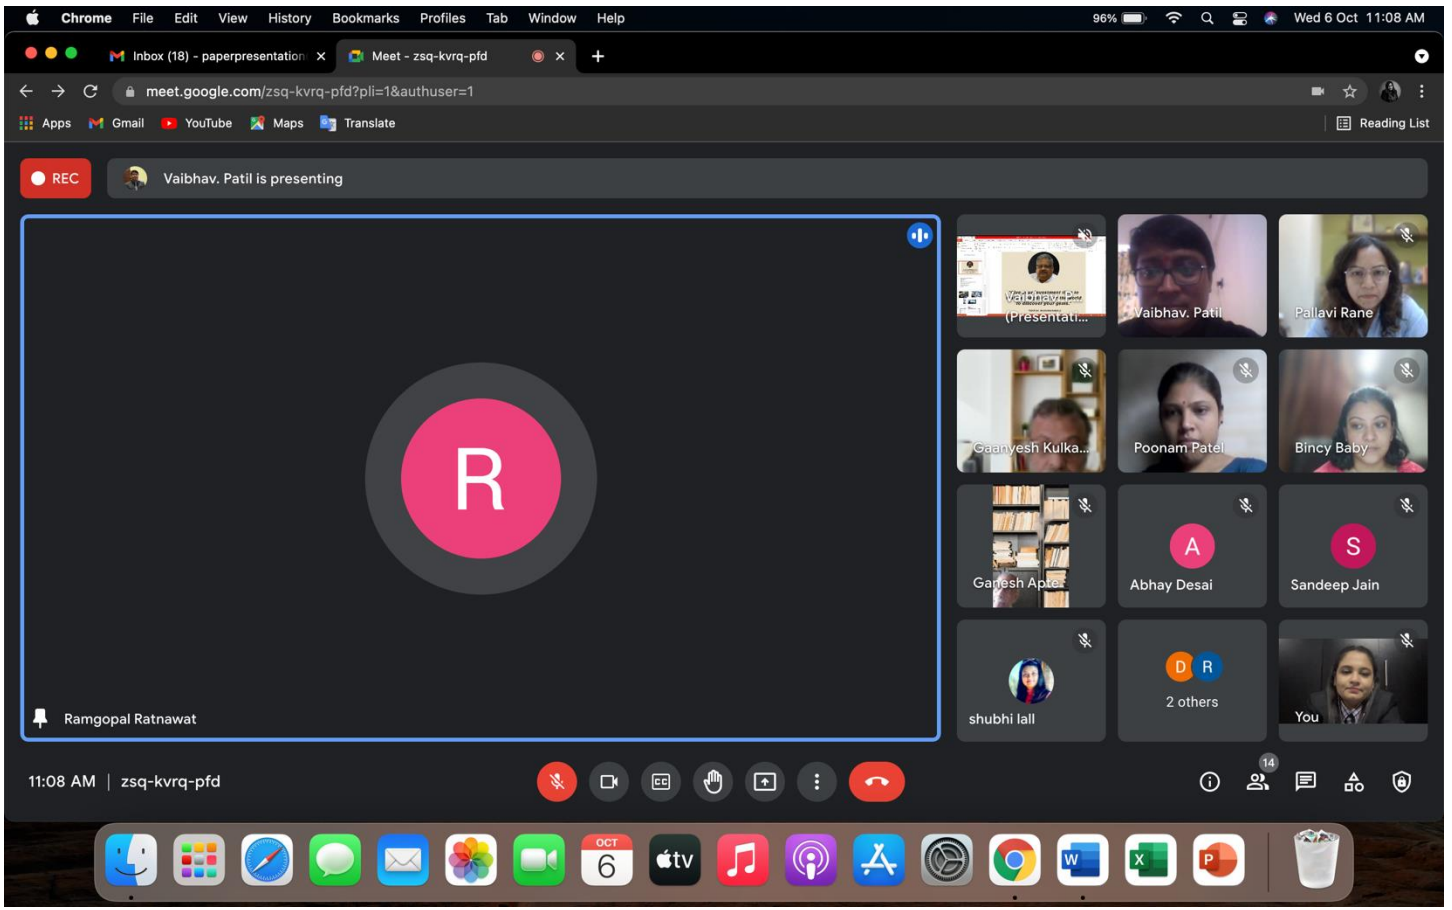 Chrome File Edit View History Bookmarks Profiles Tab Window Help 96% Wed 6 Oct 11:08 AM
Inbox (18) - paperpresentation Meet - zsq-kvrq-pfd
meet.google.com/zsq-kvrq-pfd?pli=1&authuser=1
Apps Gmail YouTube Maps Translate Reading List
REC Vaibhav. Patil is presenting
(Presentati...
Vaibhav. Patil
Pallavi Rane
Gaanyesh Kulka...
Poonam Patel
Bincy Baby
Ganesh Apte
A
Abhay Desai
S
Sandeep Jain
shubhi lall
D R
2 others
You
R
Ramgopal Ratnawat
11:08 AM | zsq-kvrq-pfd
CC
14
OCT
6
tv
W
X
P